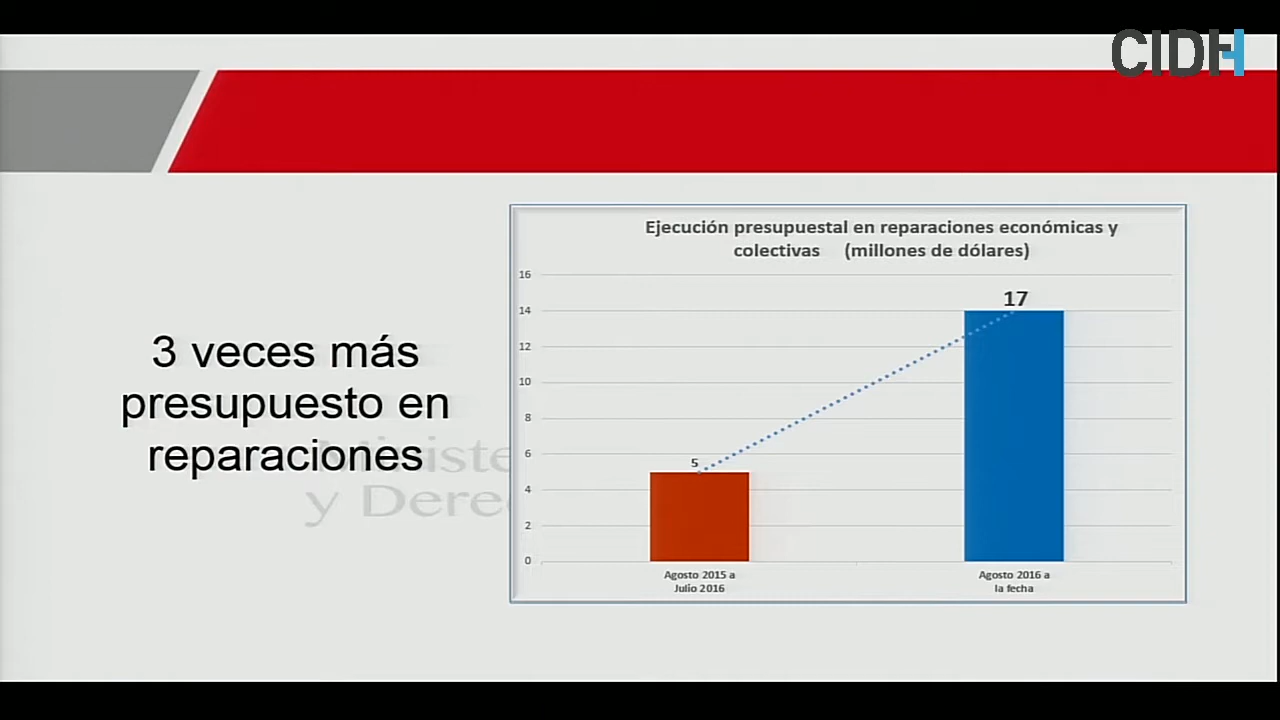 CIDH
Ejecución presupuestal en reparaciones económicas y
colectivas (millones de dólares)
3 veces más
presupuesto en
reparaciones
16
14
12
10
8
6
4
2
0
5
17
Agosto 2015 a
Julio 2016
Agosto 2016 a
la fecha
y